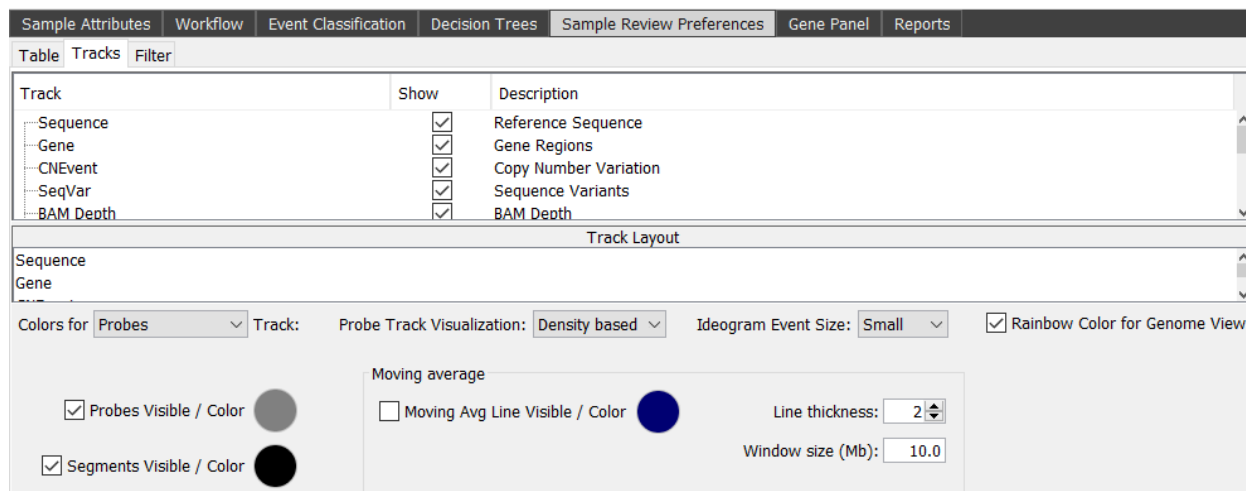 Sample Attributes Workflow Event Classification Decision Trees Sample Review Preferences Gene Panel Reports
Table Tracks Filter
Track Show Description
Sequence Reference Sequence
Gene Gene Regions
CNEvent Copy Number Variation
SeqVar Sequence Variants
BAM Depth BAM Depth
Track Layout
Sequence
Gene
Colors for Probes Track: Probe Track Visualization: Density based Ideogram Event Size: Small Rainbow Color for Genome View
Moving average
Probes Visible / Color Moving Avg Line Visible / Color Line thickness: 2
Window size (Mb): 10.0
Segments Visible / Color